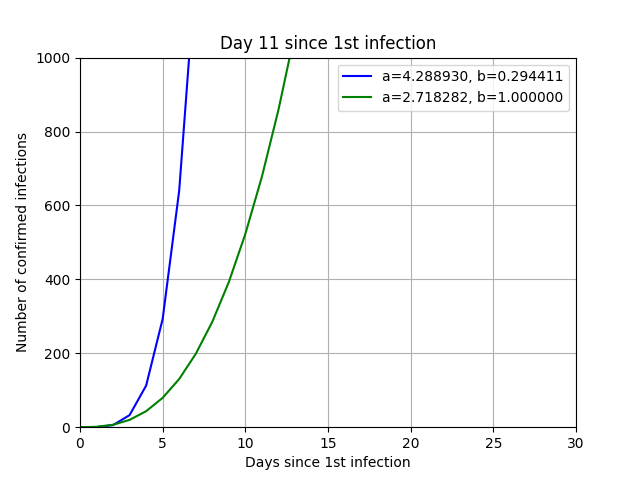 Day 11 since 1st infection
1000
800
600
400
200
0
Number of confirmed infections
a=4.288930, b=0.294411
a=2.718282, b=1.000000
0 5 10 15 20 25 30
Days since 1st infection